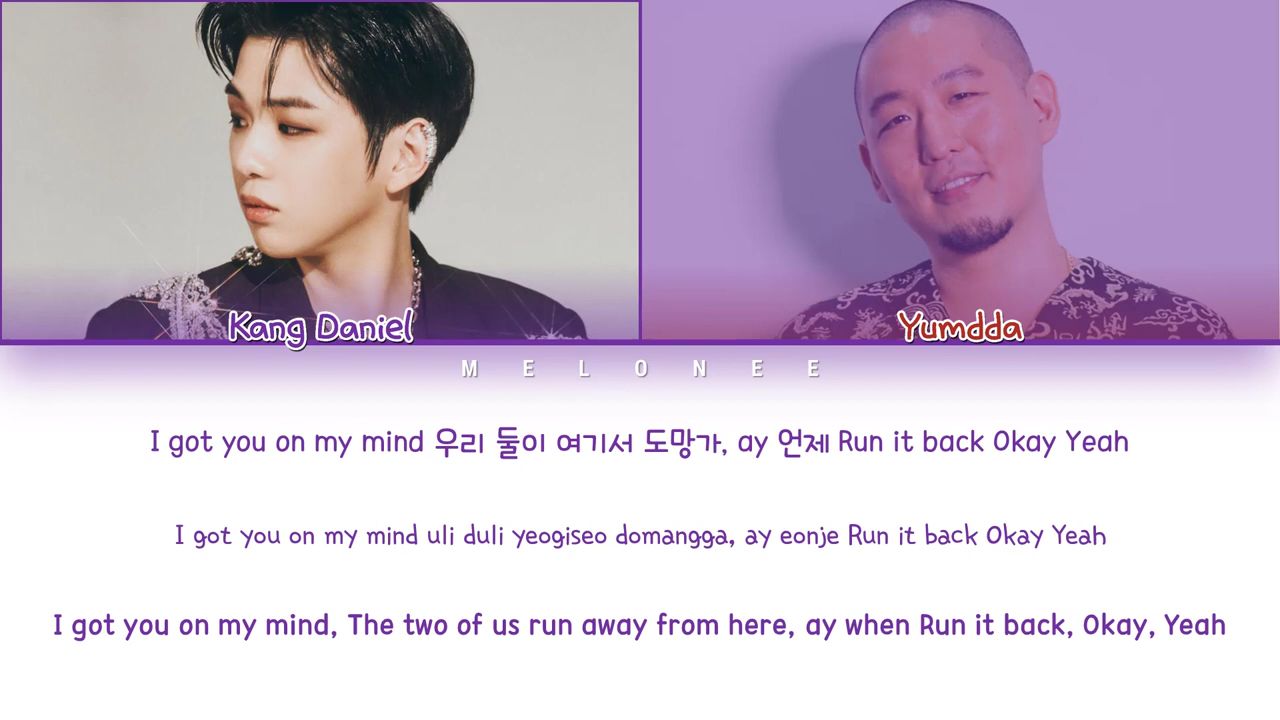 Kang Daniel
Yumdda
M E L O N E E
I got you on my mind 우리 둘이 여기서 도망가, ay 언제 Run it back Okay Yeah
I got you on my mind uli duli yeogiseo domangga, ay eonje Run it back Okay Yeah
I got you on my mind, The two of us run away from here, ay when Run it back, Okay, Yeah